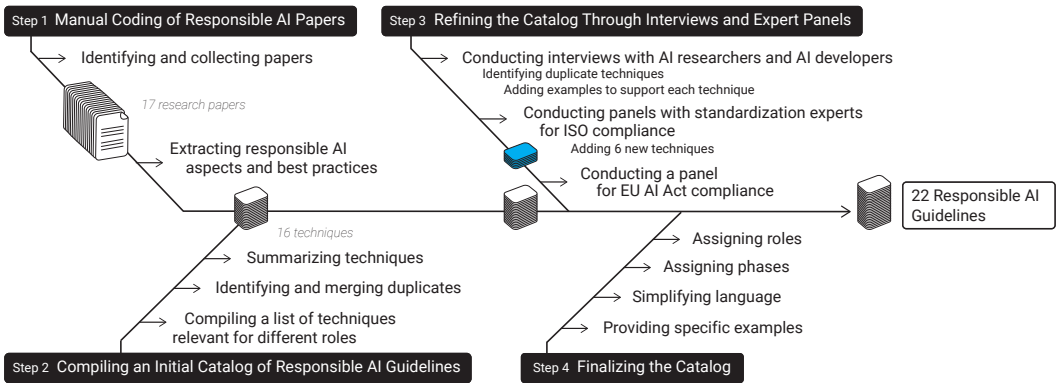 Step 1 Manual Coding of Responsible AI Papers
Identifying and collecting papers
17 research papers
Extracting responsible AI
aspects and best practices
Step 3 Refining the Catalog Through Interviews and Expert Panels
Conducting interviews with AI researchers and AI developers
Identifying duplicate techniques
Adding examples to support each technique
Conducting panels with standardization experts
for ISO compliance
Adding 6 new techniques
Conducting a panel
for EU AI Act compliance
22 Responsible AI
Guidelines
16 techniques
Summarizing techniques
Identifying and merging duplicates
Compiling a list of techniques
relevant for different roles
Step 2 Compiling an Initial Catalog of Responsible AI Guidelines
Assigning roles
Assigning phases
Simplifying language
Providing specific examples
Step 4 Finalizing the Catalog